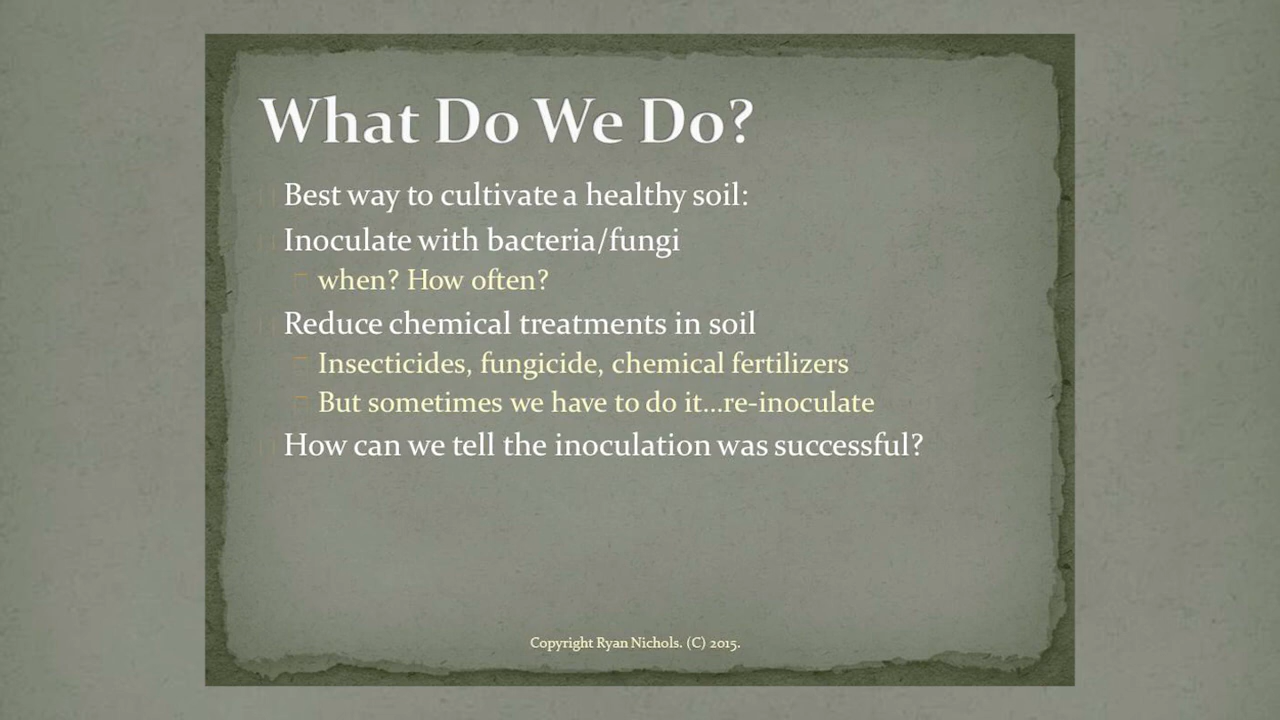 What Do We Do?
Best way to cultivate a healthy soil:
Inoculate with bacteria/fungi
when? How often?
Reduce chemical treatments in soil
Insecticides, fungicide, chemical fertilizers
But sometimes we have to do it...re-inoculate
How can we tell the inoculation was successful?
Copyright Ryan Nichols. (C) 2015.